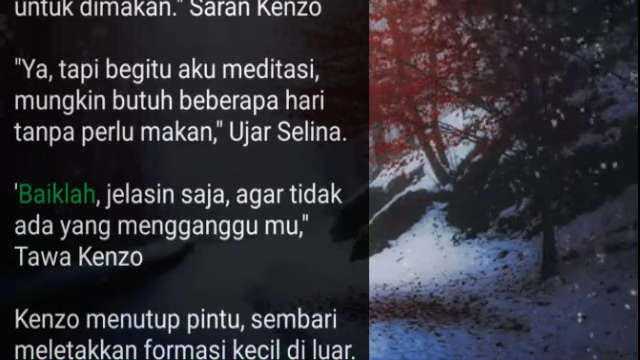 untuk dimakan." Saran Kenzo
"Ya, tapi begitu aku meditasi,
mungkin butuh beberapa hari
tanpa perlu makan," Ujar Selina.
'Baiklah, jelasin saja, agar tidak
ada yang mengganggu mu,"
Tawa Kenzo
Kenzo menutup pintu, sembari
meletakkan formasi kecil di luar.